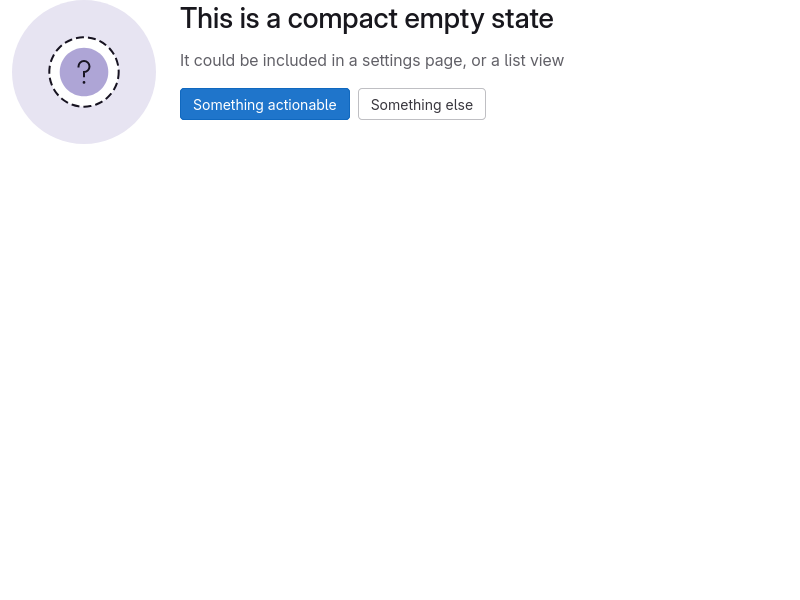 This is a compact empty state
It could be included in a settings page, or a list view
Something actionable
Something else